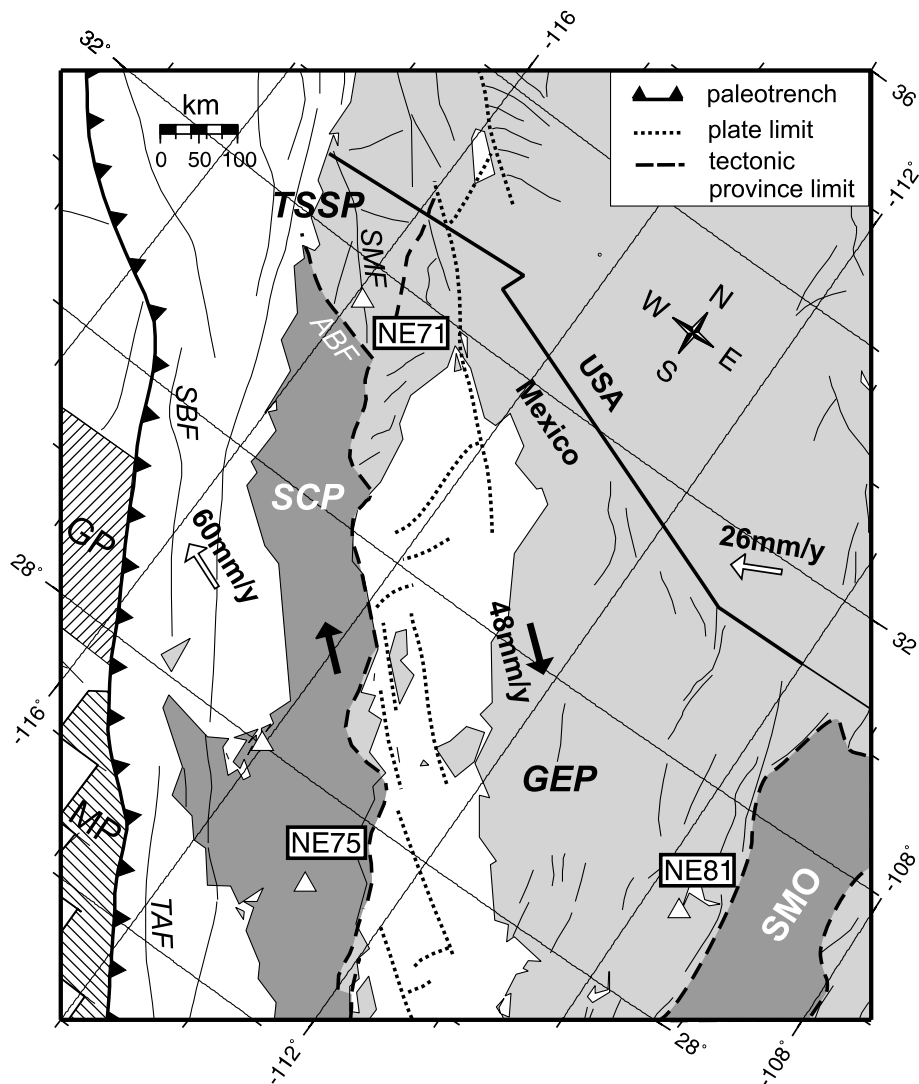 32°
-116
36
km
0 50 100
paleotrench
plate limit
tectonic
province limit
-112°
TSSP
SMF
N
W
E
S
NE71
ABF
USA
Mexico
SBF
SCP
GP
60mm/y
26mm/y
28°
48mm/y
32
-116°
GEP
MP
NE75
NE81
SMO
-108°
TAF
-112°
28°
-108°